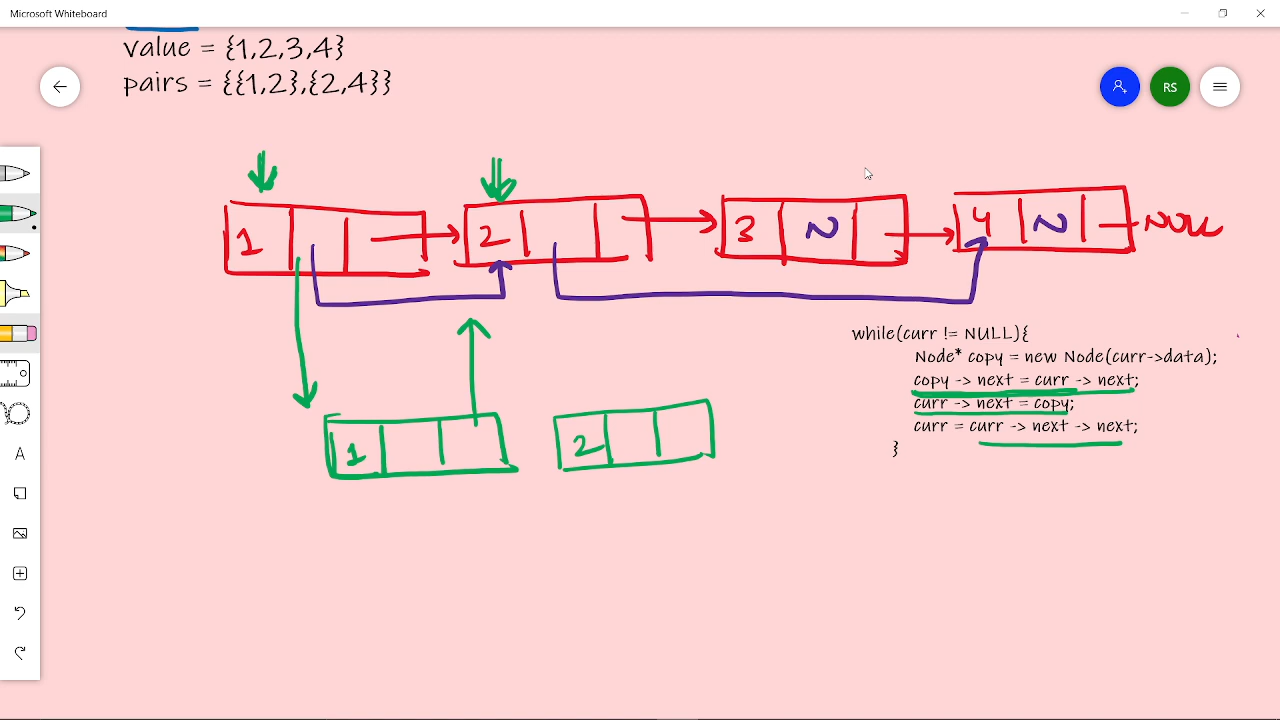 Microsoft Whiteboard
value = {1,2,3,4}
pairs = {{1,2},{2,4}}
RS
1 2 3 N 4 N NULL
while(curr != NULL){
Node* copy = new Node(curr->data);
copy -> next = curr -> next;
curr -> next = copy;
curr = curr -> next -> next;
}
1 2
A